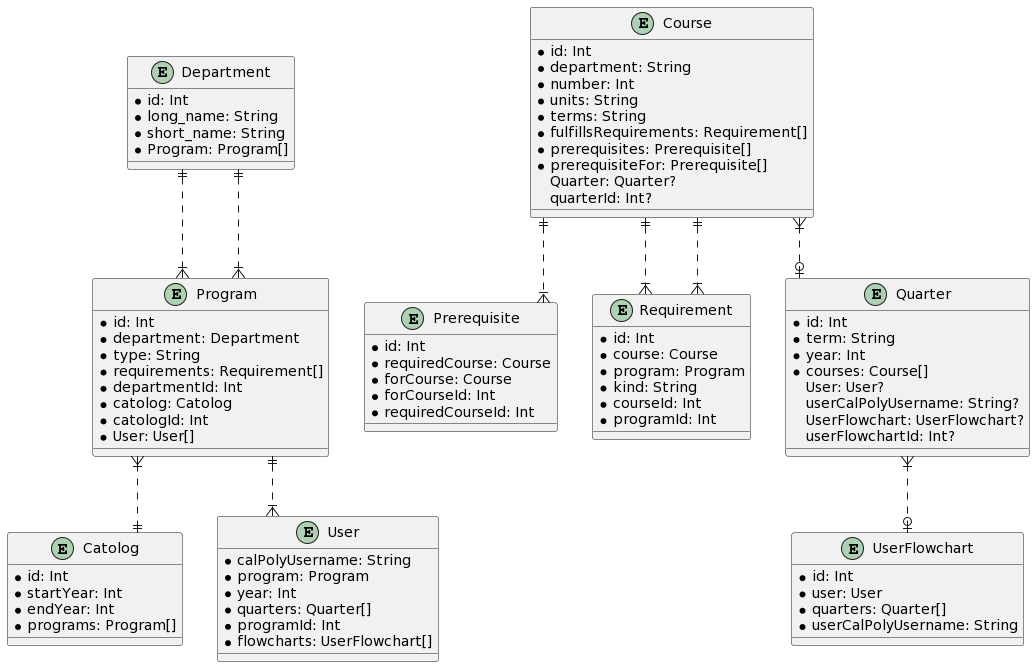 E Department
id: Int
long_name: String
short_name: String
Program: Program[]
E Course
id: Int
department: String
number: Int
units: String
terms: String
fulfillsRequirements: Requirement[]
prerequisites: Prerequisite[]
prerequisiteFor: Prerequisite[]
Quarter: Quarter?
quarterId: Int?
E Program
id: Int
department: Department
type: String
requirements: Requirement[]
departmentId: Int
catolog: Catolog
catologId: Int
User: User[]
E Prerequisite
id: Int
requiredCourse: Course
forCourse: Course
forCourseId: Int
requiredCourseId: Int
E Requirement
id: Int
course: Course
program: Program
kind: String
courseId: Int
programId: Int
E Quarter
id: Int
term: String
year: Int
courses: Course[]
User: User?
userCalPolyUsername: String?
UserFlowchart: UserFlowchart?
userFlowchartId: Int?
E Catolog
id: Int
startYear: Int
endYear: Int
programs: Program[]
E User
calPolyUsername: String
program: Program
year: Int
quarters: Quarter[]
programId: Int
flowcharts: UserFlowchart[]
E UserFlowchart
id: Int
user: User
quarters: Quarter[]
userCalPolyUsername: String